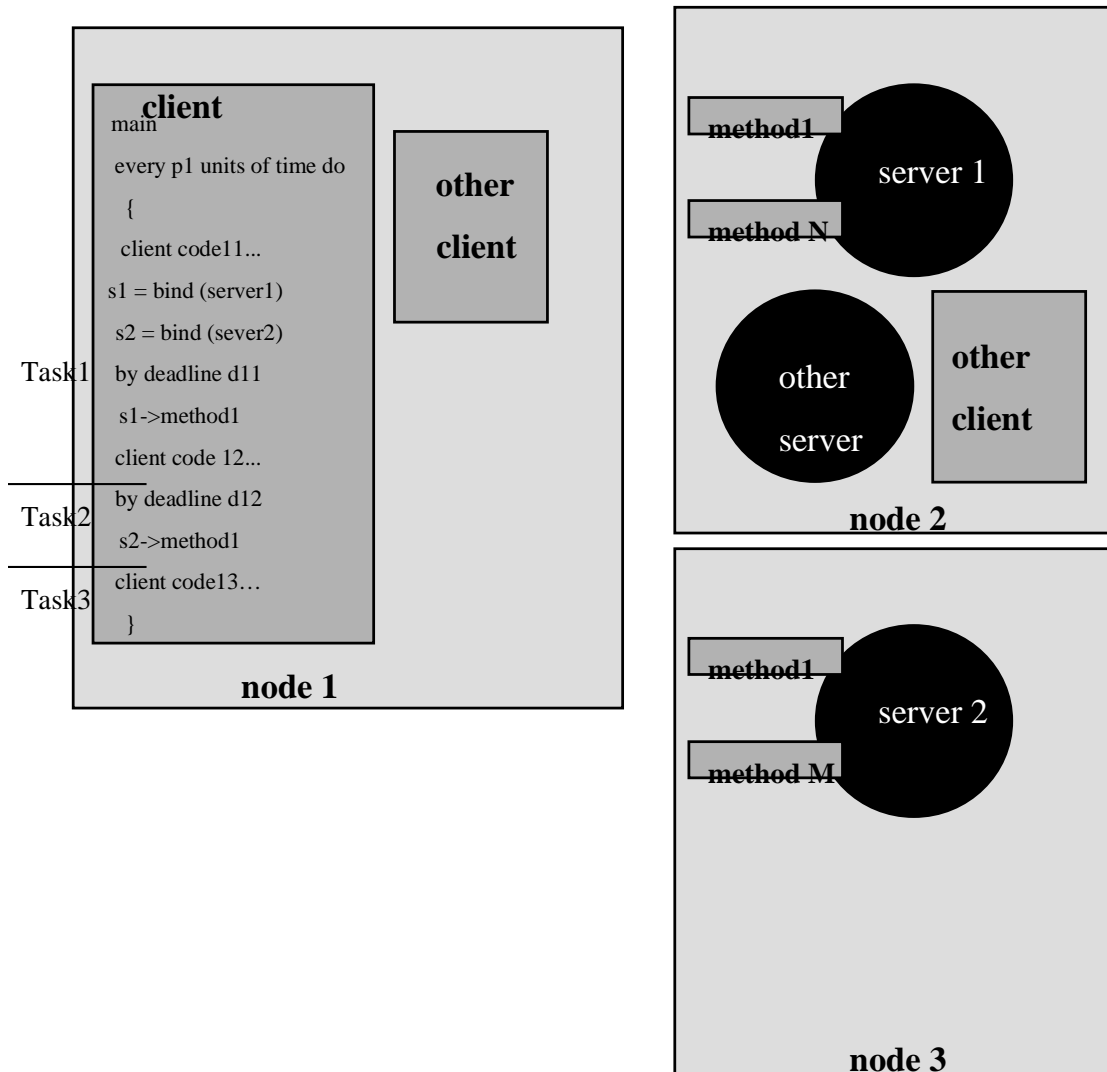 client
main
every p1 units of time do
{
client code11...
s1 = bind (server1)
s2 = bind (sever2)
Task1
by deadline d11
s1->method1
client code 12...
by deadline d12
Task2
s2->method1
client code13…
Task3
}
node 1
other
client
method1
server 1
method N
other
server
other
client
node 2
method1
server 2
method M
node 3